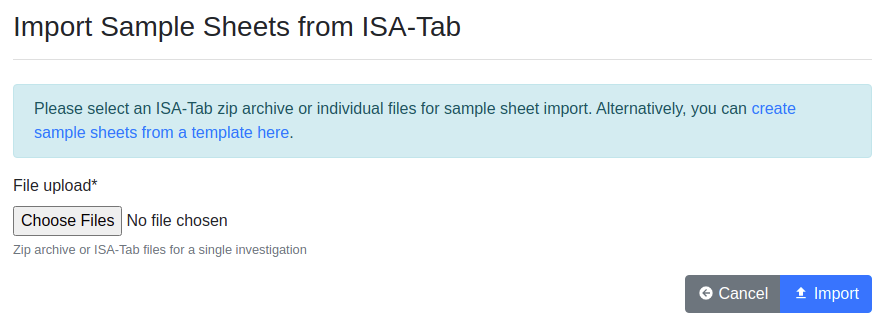 Import Sample Sheets from ISA-Tab
Please select an ISA-Tab zip archive or individual files for sample sheet import. Alternatively, you can create
sample sheets from a template here.
File upload*
Choose Files No file chosen
Zip archive or ISA-Tab files for a single investigation
Cancel Import